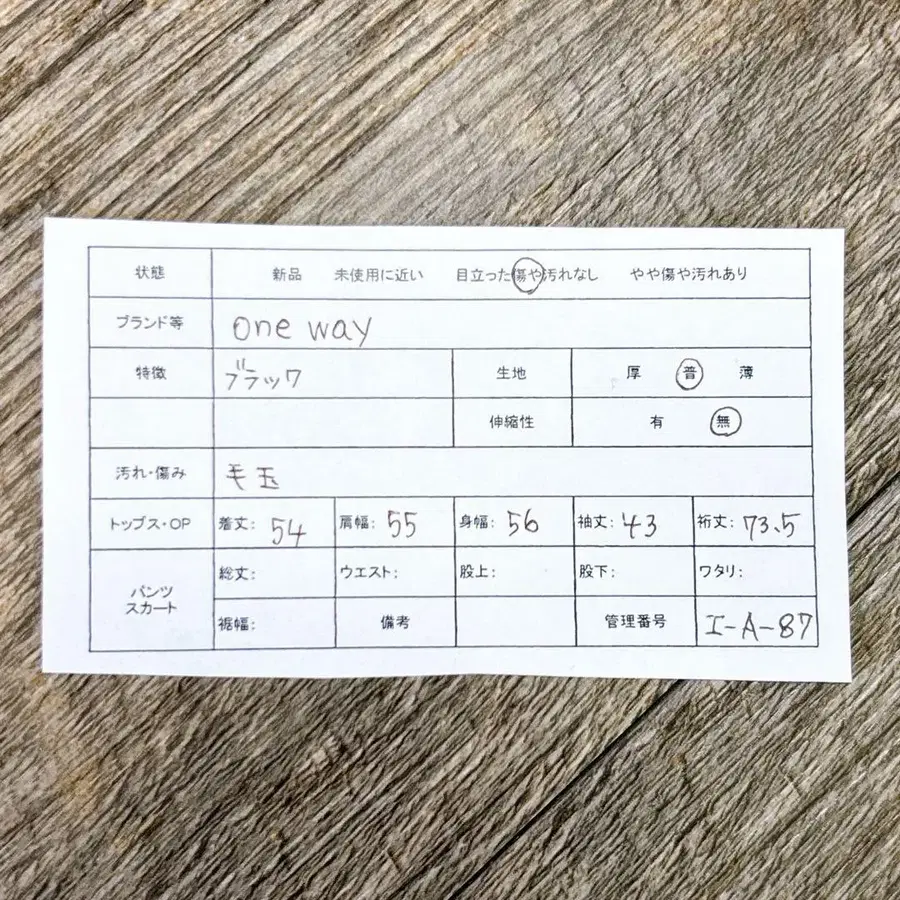 状態 新品 未使用に近い 目立った傷や汚れなし やや傷や汚れあり
ブランド等 one way
特徴 ブラック 生地 厚 普 薄
伸縮性 有 無
汚れ・傷み 毛玉
トップス・OP 着丈: 54 肩幅: 55 身幅: 56 袖丈: 43 裄丈: 73.5
パンツ
スカート
総丈: ウエスト: 股上: 股下: ワタリ:
裾幅: 備考 管理番号 I-A-87